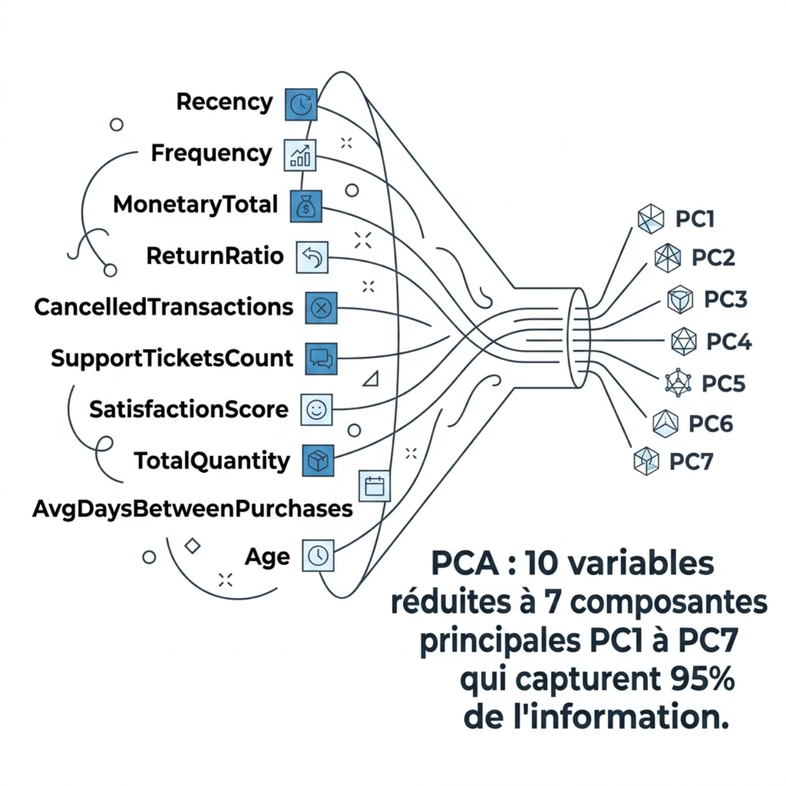 Recency
Frequency
MonetaryTotal
ReturnRatio
CancelledTransactions
SupportTicketsCount
SatisfactionScore
TotalQuantity
AvgDaysBetweenPurchases
Age
PC1
PC2
PC3
PC4
PC5
PC6
PC7
PCA : 10 variables
réduites à 7 composantes
principales PC1 à PC7
qui capturent 95%
de l'information.